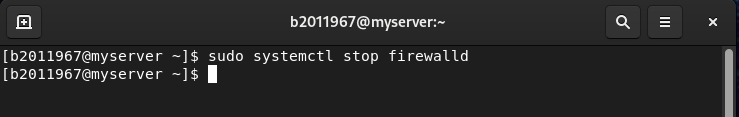 b2011967@myserver:~
[b2011967@myserver ~]$ sudo systemctl stop firewalld
[b2011967@myserver ~]$